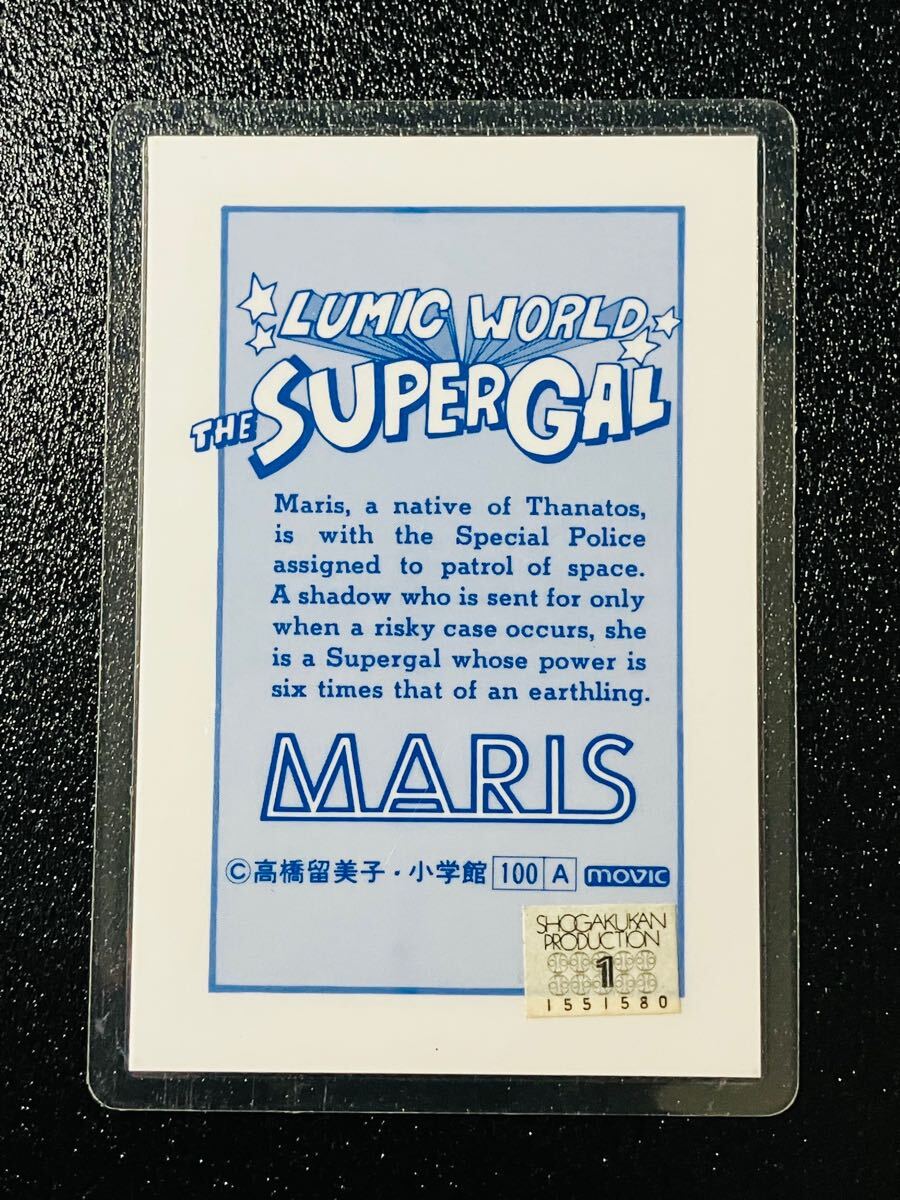 LUMIC WORLD
THE SUPERGAL
Maris, a native of Thanatos,
is with the Special Police
assigned to patrol of space.
A shadow who is sent for only
when a risky case occurs, she
is a Supergal whose power is
six times that of an earthling.
MARIS
©高橋留美子・小学館 100 A movic
SHOGAKUKAN
PRODUCTION
1
1551580